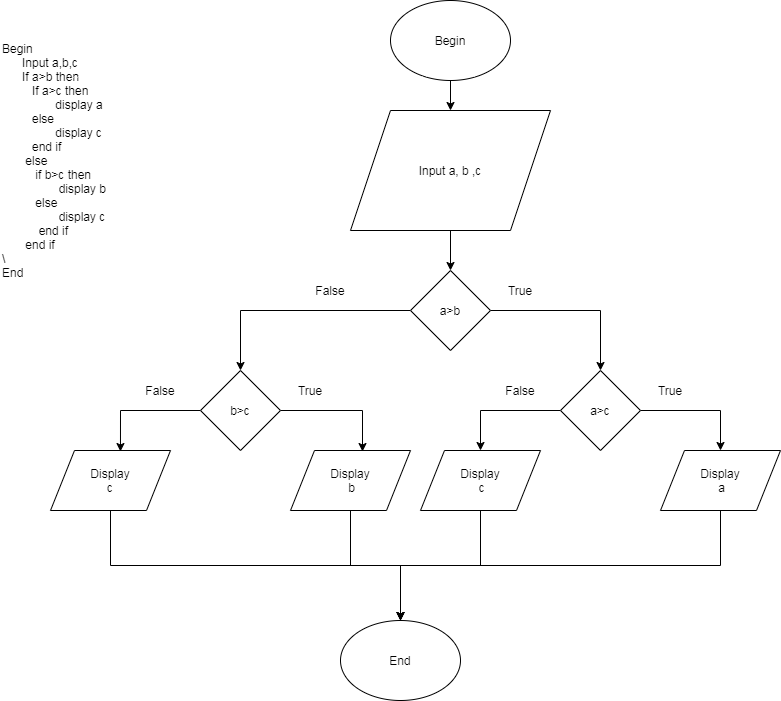 Begin
Input a,b,c
If a>b then
If a>c then
display a
else
display c
end if
else
if b>c then
display b
else
display c
end if
end if
\
End
Begin
Input a, b ,c
a>b
False
True
b>c
False
True
a>c
False
True
Display
c
Display
b
Display
c
Display
a
End